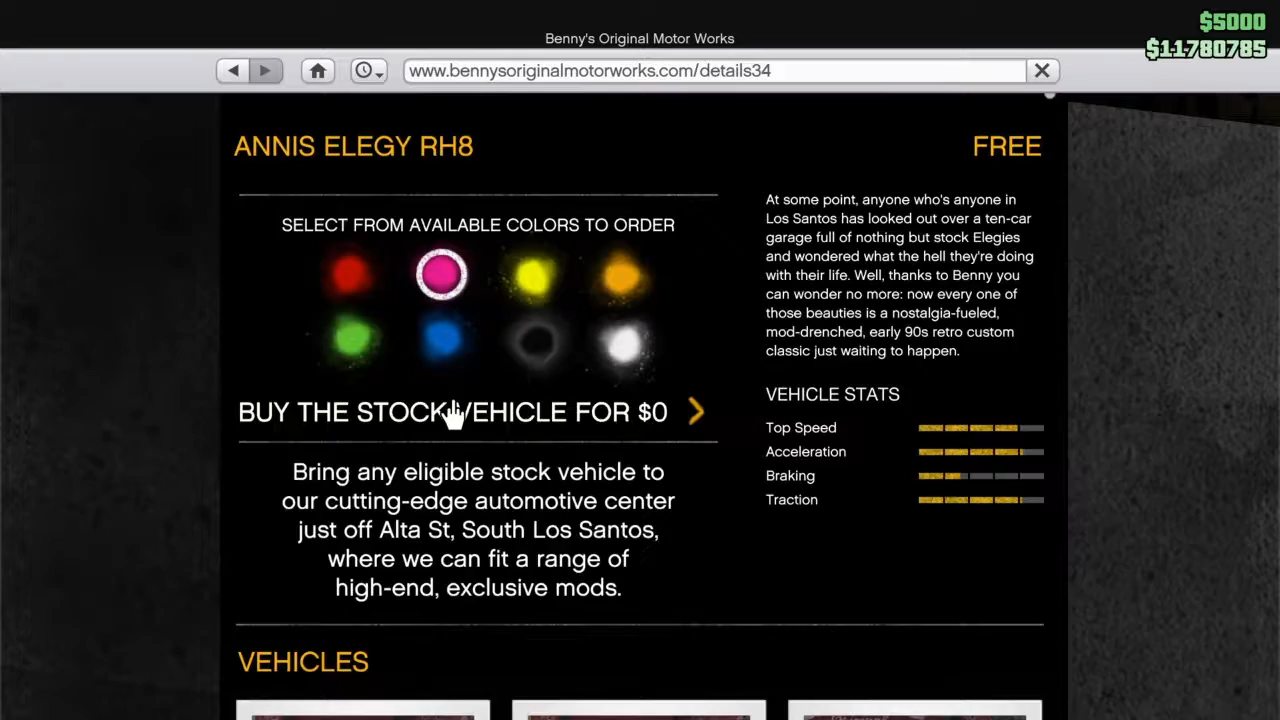 $5000
Benny's Original Motor Works
$11780785
www.bennysoriginalmotorworks.com/details34
ANNIS ELEGY RH8
FREE
SELECT FROM AVAILABLE COLORS TO ORDER
BUY THE STOCK VEHICLE FOR $0
Bring any eligible stock vehicle to
our cutting-edge automotive center
just off Alta St, South Los Santos,
where we can fit a range of
high-end, exclusive mods.
At some point, anyone who's anyone in
Los Santos has looked out over a ten-car
garage full of nothing but stock Elegies
and wondered what the hell they're doing
with their life. Well, thanks to Benny you
can wonder no more: now every one of
those beauties is a nostalgia-fueled,
mod-drenched, early 90s retro custom
classic just waiting to happen.
VEHICLE STATS
Top Speed
Acceleration
Braking
Traction
VEHICLES